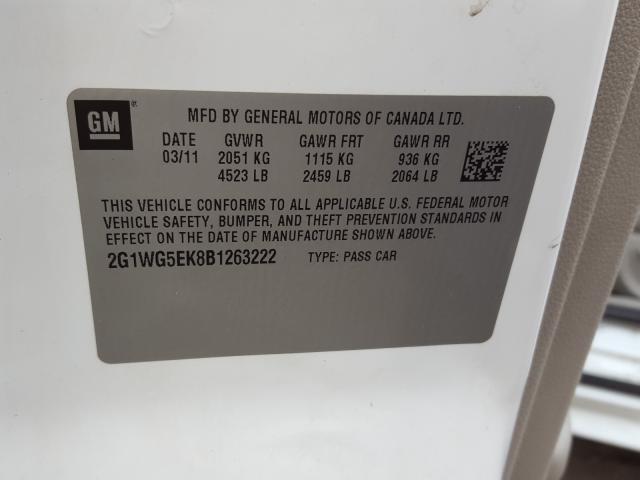 GM
MFD BY GENERAL MOTORS OF CANADA LTD.
DATE GVWR GAWR FRT GAWR RR
03/11 2051 KG 1115 KG 936 KG
4523 LB 2459 LB 2064 LB
THIS VEHICLE CONFORMS TO ALL APPLICABLE U.S. FEDERAL MOTOR
VEHICLE SAFETY, BUMPER, AND THEFT PREVENTION STANDARDS IN
EFFECT ON THE DATE OF MANUFACTURE SHOWN ABOVE.
2G1WG5EK8B1263222 TYPE: PASS CAR